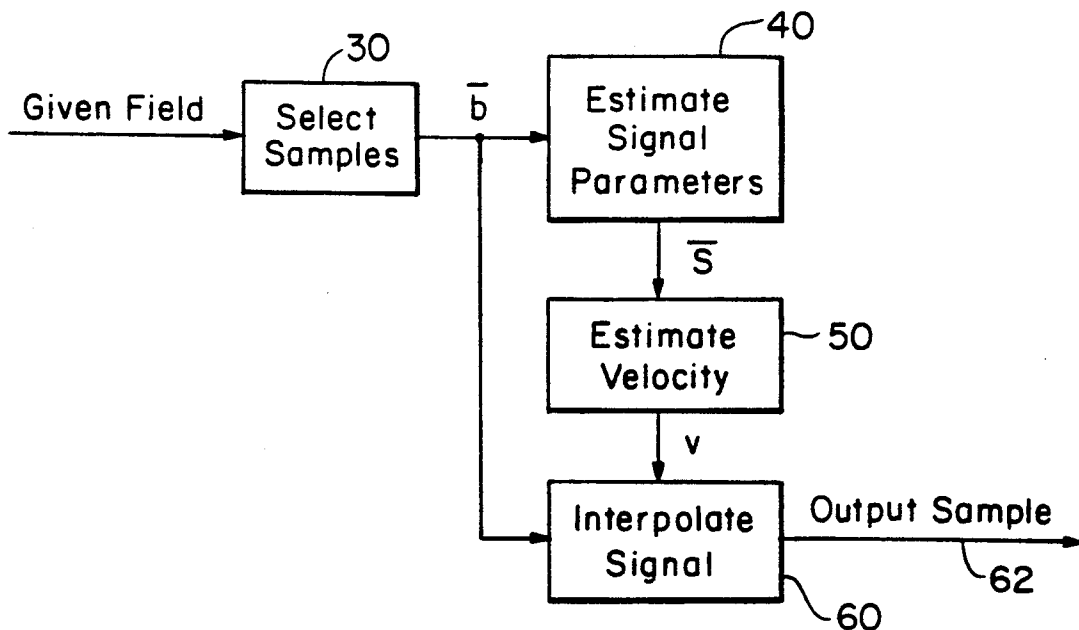 30
40
Given Field
Select
Samples
b̅
Estimate
Signal
Parameters
S̅
Estimate
Velocity
50
v
Interpolate
Signal
Output Sample
62
60